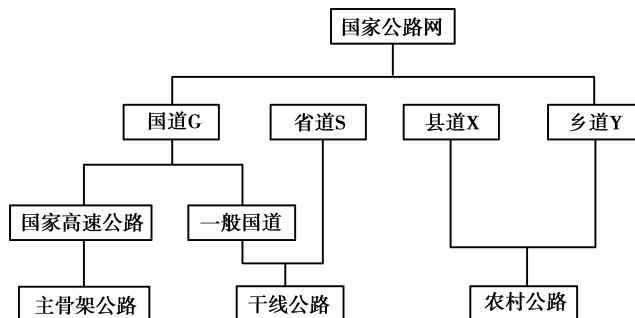 国家公路网
国道G
省道S
县道X
乡道Y
国家高速公路
一般国道
主骨架公路
干线公路
农村公路